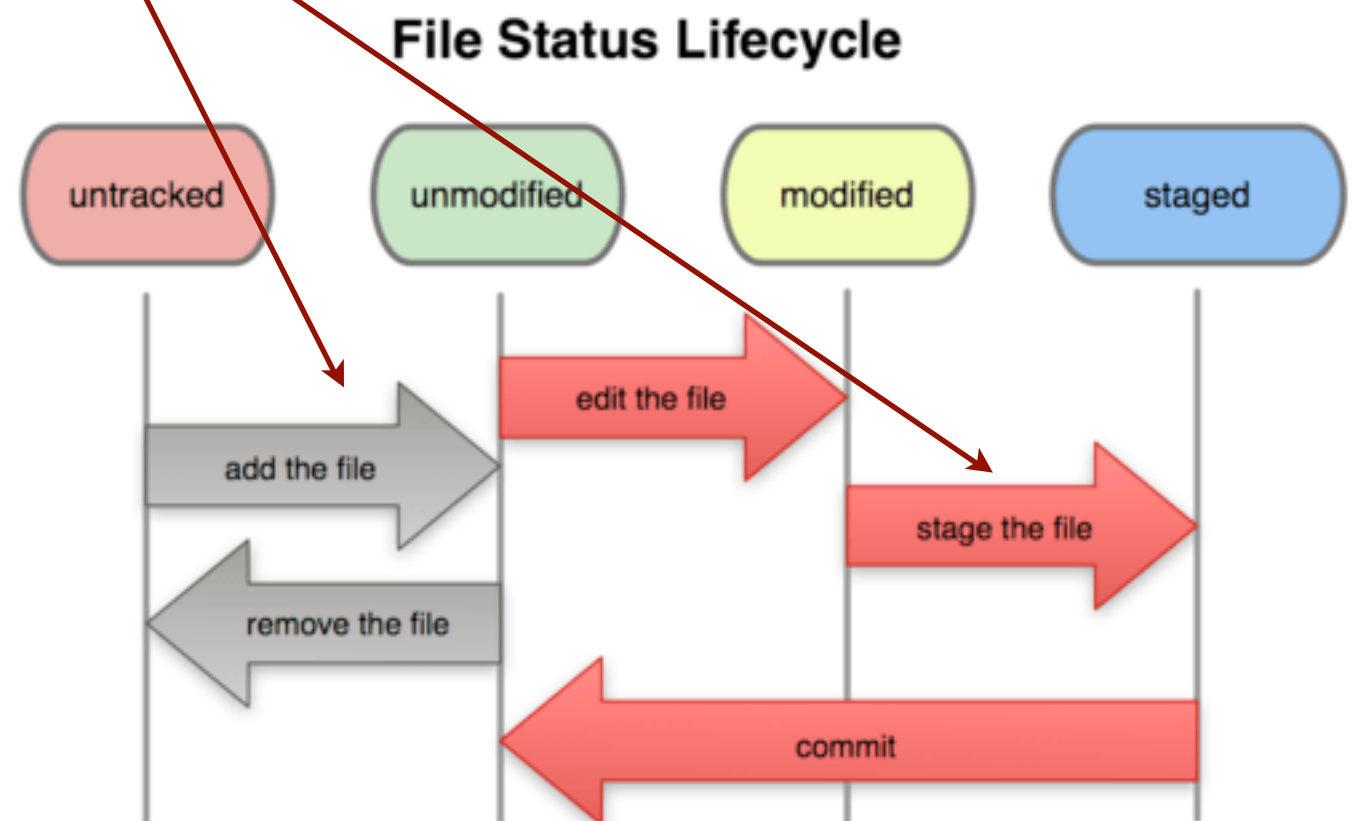 File Status Lifecycle
untracked
unmodified
modified
staged
edit the file
add the file
stage the file
remove the file
commit